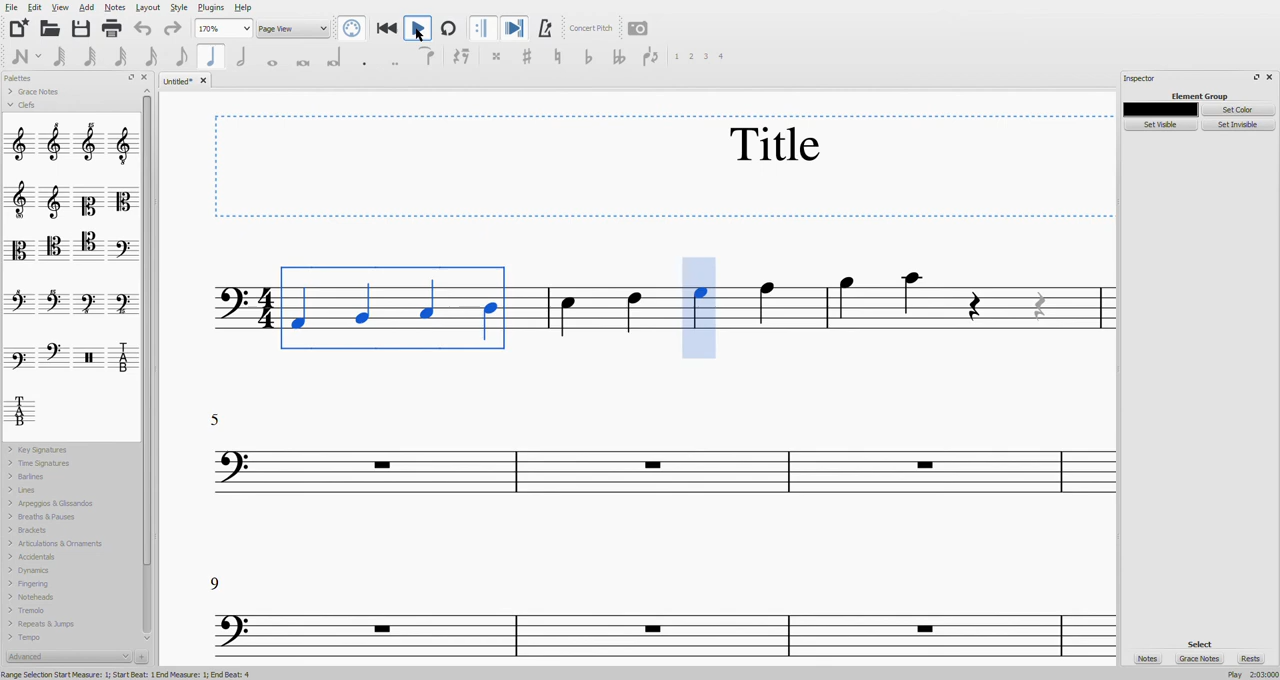 File Edit View Add Notes Layout Style Plugins Help
170% Page View Concert Pitch
1 2 3 4
Palettes
Untitled*
Inspector
Grace Notes
Clefs
Element Group
Set Color
Set Visible Set Invisible
Title
5
9
Key Signatures
Time Signatures
Barlines
Lines
Arpeggios & Glissandos
Breaths & Pauses
Brackets
Articulations & Ornaments
Accidentals
Dynamics
Fingering
Noteheads
Tremolo
Repeats & Jumps
Tempo
Advanced
Select
Notes Grace Notes Rests
Range Selection Start Measure: 1; Start Beat: 1 End Measure: 1; End Beat: 4
Play 2:03:000